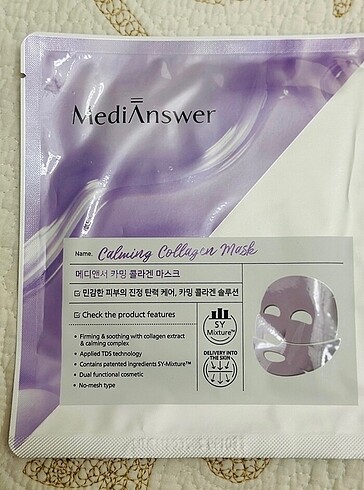 MediAnswer
Name. Calming Collagen Mask
메디앤서 카밍 콜라겐 마스크
☑ 민감한 피부의 진정 탄력 케어, 카밍 콜라겐 솔루션
☑ Check the product features
• Firming & soothing with collagen extract
& calming complex
• Applied TDS technology
• Contains patented ingredients SY-Mixture™
• Dual functional cosmetic
• No-mesh type
SY
Mixture™
DELIVERY INTO
THE SKIN